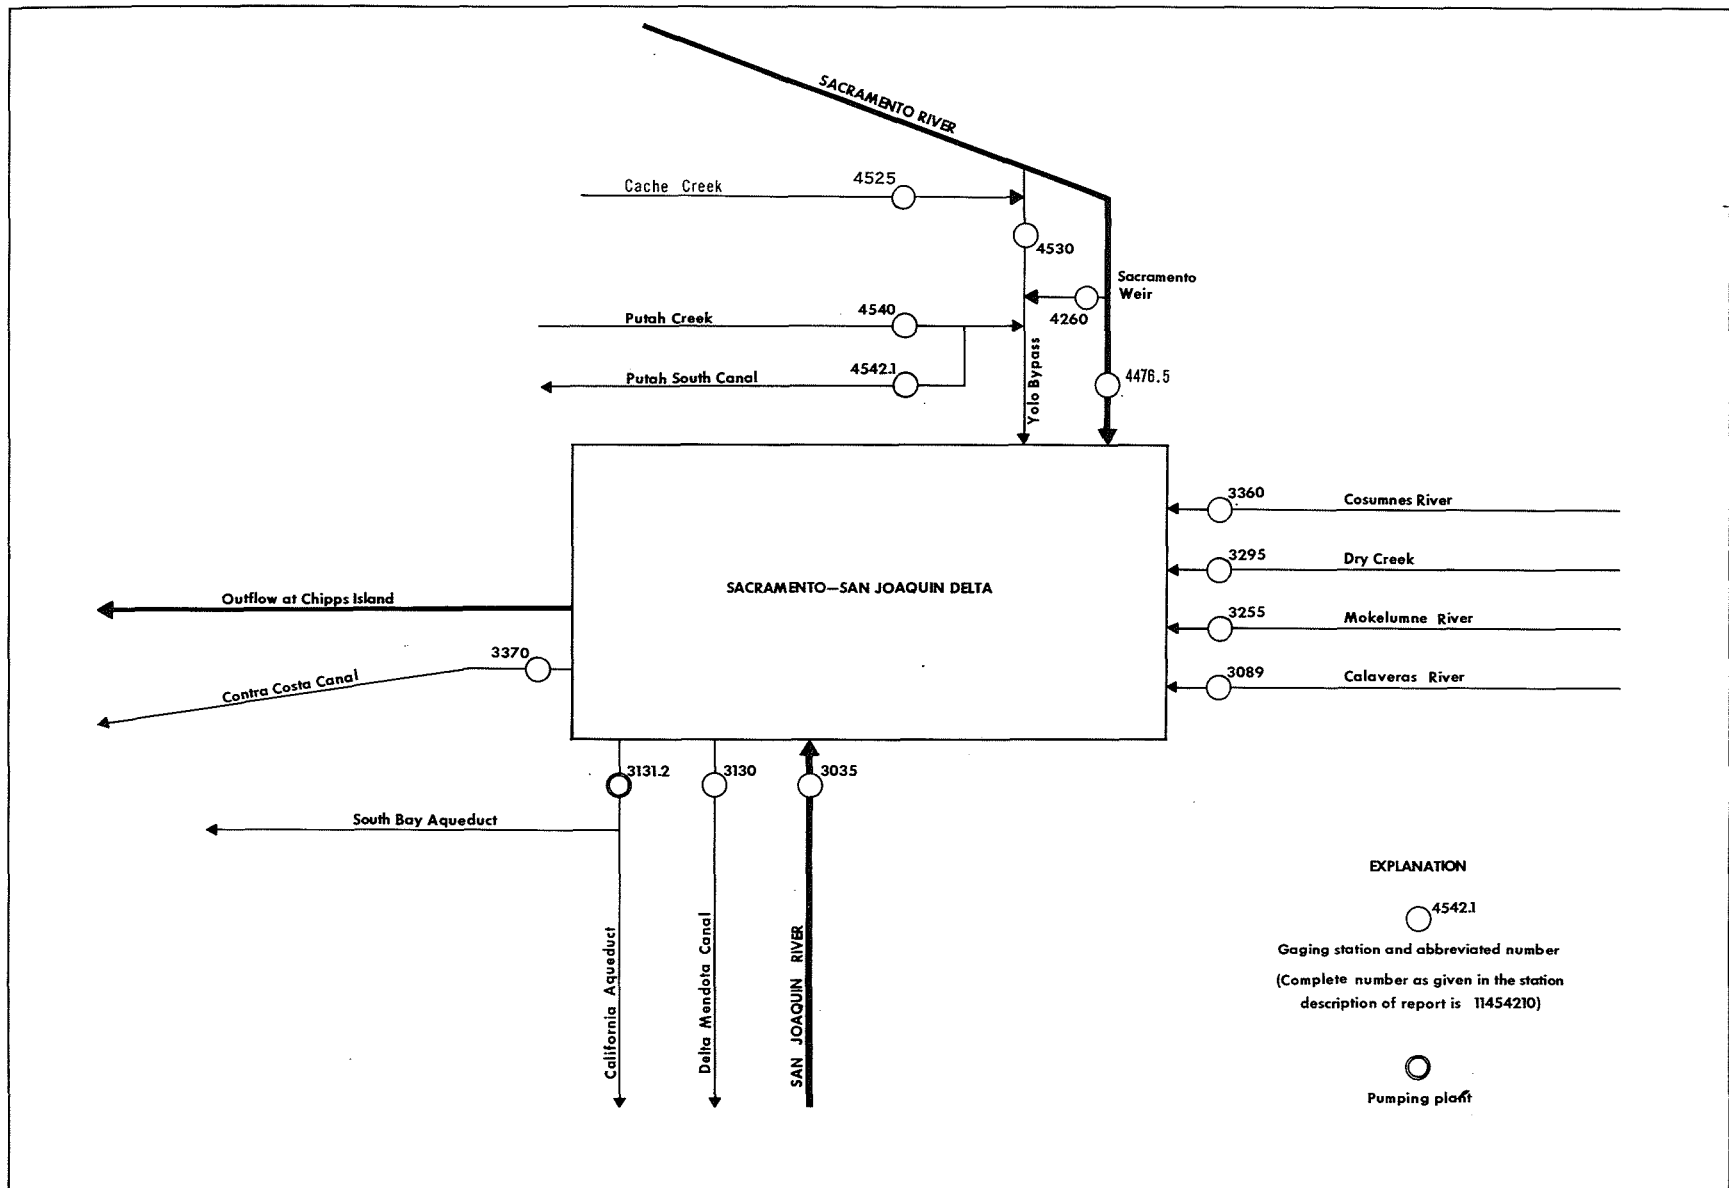 SACRAMENTO RIVER
Cache Creek
4525
4530
Sacramento
Weir
4260
Putah Creek
4540
Putah South Canal
4542.1
Yolo Bypass
4476.5
3360
Cosumnes River
3295
Dry Creek
3255
Mokelumne River
3089
Calaveras River
SACRAMENTO—SAN JOAQUIN DELTA
Outflow at Chipps Island
3370
Contra Costa Canal
3131.2
3130
3035
South Bay Aqueduct
California Aqueduct
Delta Mendota Canal
SAN JOAQUIN RIVER
EXPLANATION
4542.1
Gaging station and abbreviated number
(Complete number as given in the station
description of report is 11454210)
Pumping plant